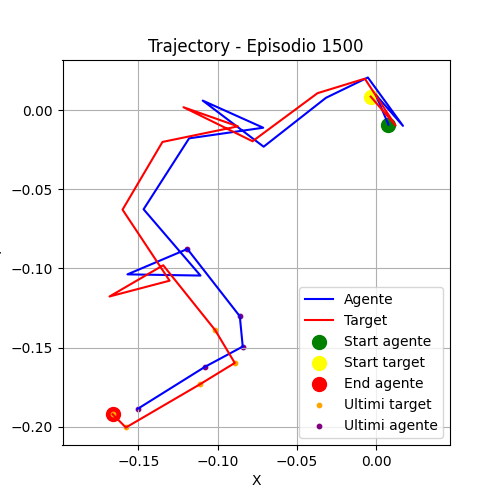 Trajectory - Episodio 1500
0.00
−0.05
−0.10
−0.15
−0.20
Agente
Target
Start agente
Start target
End agente
Ultimi target
Ultimi agente
−0.15
−0.10
−0.05
0.00
X